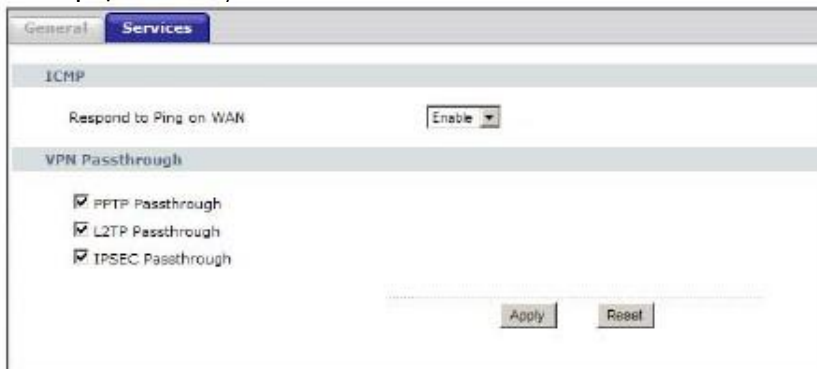 General Services
ICMP
Respond to Ping on WAN Enable
VPN Passthrough
PPTP Passthrough
L2TP Passthrough
IPSEC Passthrough
Apply Reset